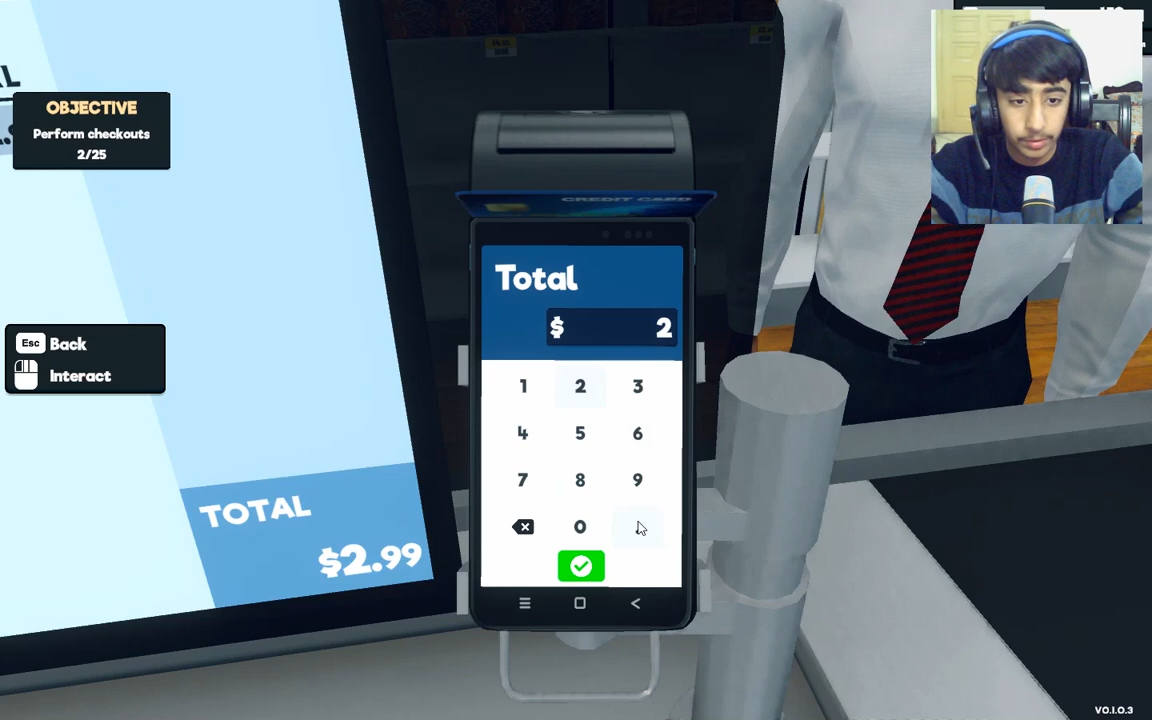 OBJECTIVE
Perform checkouts
2/25
Esc Back
Interact
TOTAL
$2.99
CREDIT CARD
Total
$ 2
1 2 3
4 5 6
7 8 9
0
V0.1.0.3